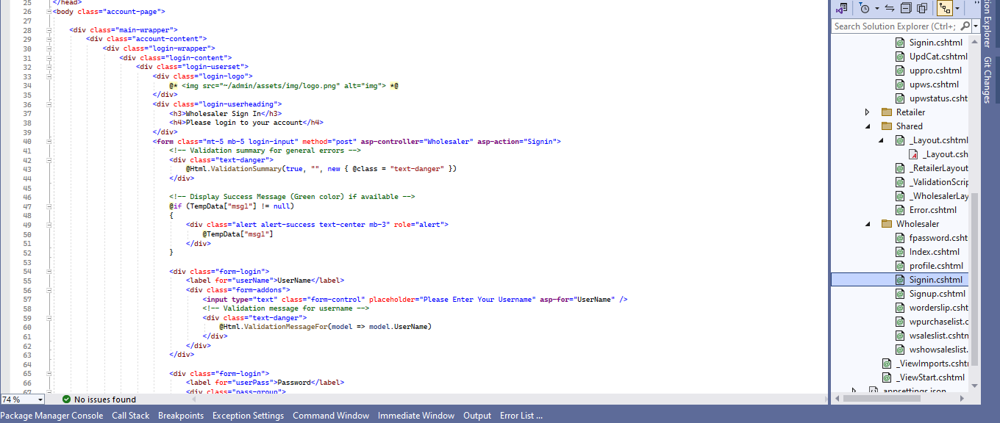 25 </head>
26 <body class="account-page">
27
28 <div class="main-wrapper">
29 <div class="account-content">
30 <div class="login-wrapper">
31 <div class="login-content">
32 <div class="login-userset">
33 <div class="login-logo">
34 @* <img src="~/admin/assets/img/logo.png" alt="img"> *@
35 </div>
36 <div class="login-userheading">
37 <h3>Wholesaler Sign In</h3>
38 <h4>Please login to your account</h4>
39 </div>
40 <form class="mt-5 mb-5 login-input" method="post" asp-controller="Wholesaler" asp-action="Signin">
41 <!-- Validation summary for general errors -->
42 <div class="text-danger">
43 @Html.ValidationSummary(true, "", new { @class = "text-danger" })
44 </div>
45
46 <!-- Display Success Message (Green color) if available -->
47 @if (TempData["msg1"] != null)
48 {
49 <div class="alert alert-success text-center mb-3" role="alert">
50 @TempData["msg1"]
51 </div>
52 }
53
54 <div class="form-login">
55 <label for="userName">UserName</label>
56 <div class="form-addons">
57 <input type="text" class="form-control" placeholder="Please Enter Your Username" asp-for="UserName" />
58 <!-- Validation message for username -->
59 <div class="text-danger">
60 @Html.ValidationMessageFor(model => model.UserName)
61 </div>
62 </div>
63 </div>
64
65 <div class="form-login">
66 <label for="userPass">Password</label>
67 <div class="pass-group">
74 %
No issues found
Search Solution Explorer (Ctrl+;
Signin.cshtml
UpdCat.cshtml
uppro.cshtml
upws.cshtml
upwstatus.csht
Retailer
Shared
_Layout.cshtml
_Layout.csh
_RetailerLayout
_ValidationScrip
_WholesalerLay
Error.cshtml
Wholesaler
fpassword.csht
Index.cshtml
profile.cshtml
Signin.cshtml
Signup.cshtml
worderslip.csht
wpurchaselist.c
wsaleslist.cshtn
wshowsaleslist.
_ViewImports.cshtr
_ViewStart.cshtml
appsettings.json
ion Explorer
Git Changes
Package Manager Console Call Stack Breakpoints Exception Settings Command Window Immediate Window Output Error List ...